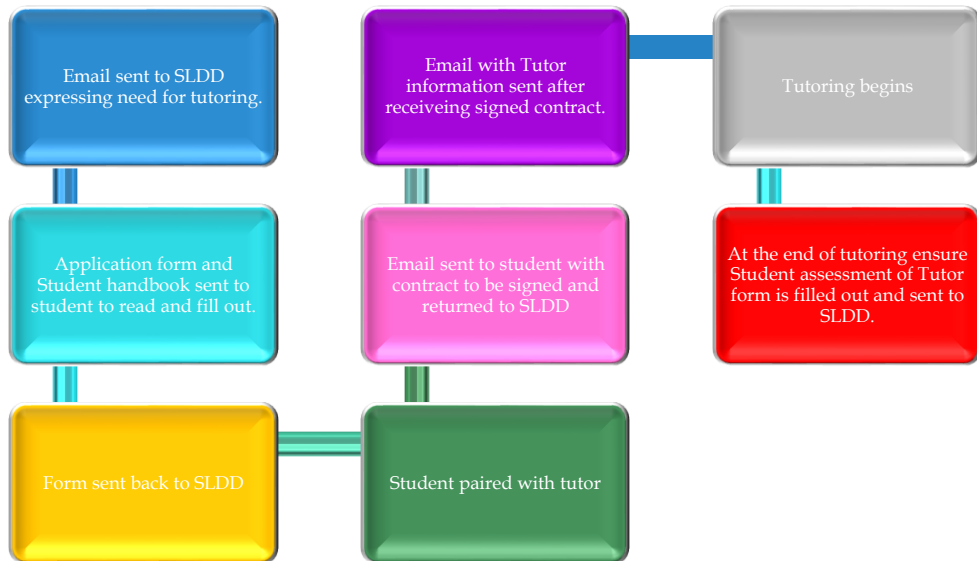 Email sent to SLDD
expressing need for tutoring.
Application form and
Student handbook sent to
student to read and fill out.
Form sent back to SLDD
Student paired with tutor
Email sent to student with
contract to be signed and
returned to SLDD
Email with Tutor
information sent after
receiveing signed contract.
Tutoring begins
At the end of tutoring ensure
Student assessment of Tutor
form is filled out and sent to
SLDD.